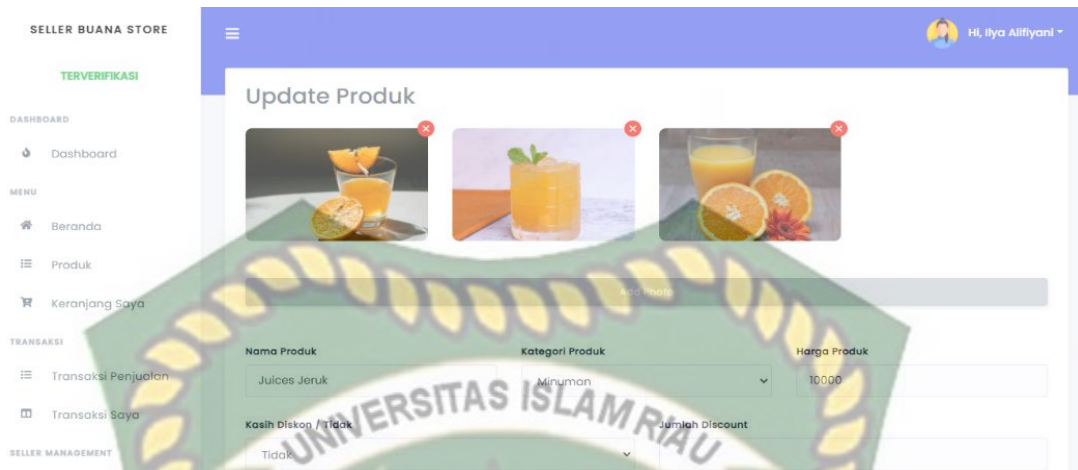 SELLER BUANA STORE
TERVERIFIKASI
DASHBOARD
Dashboard
MENU
Beranda
Produk
Keranjang Saya
TRANSAKSI
Transaksi Penjualan
Transaksi Saya
SELLER MANAGEMENT
Hi, Ilya Alifiyani
Update Produk
Add Photo
Nama Produk
Kategori Produk
Harga Produk
Juices Jeruk
Minuman
10000
Kasih Diskon / Tidak
Jumlah Discount
Tidak
UNIVERSITAS ISLAM RIAU